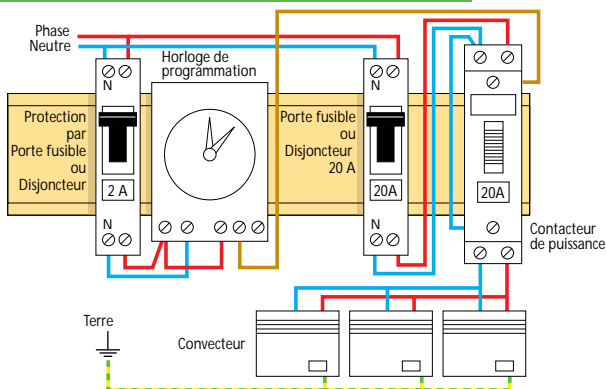 Phase
Neutre
Horloge de
programmation
N
N
Protection
par
Porte fusible
ou
Disjoncteur
2 A
N
Porte fusible
ou
Disjoncteur
20 A
20A
N
20A
Contacteur
de puissance
Terre
Convecteur